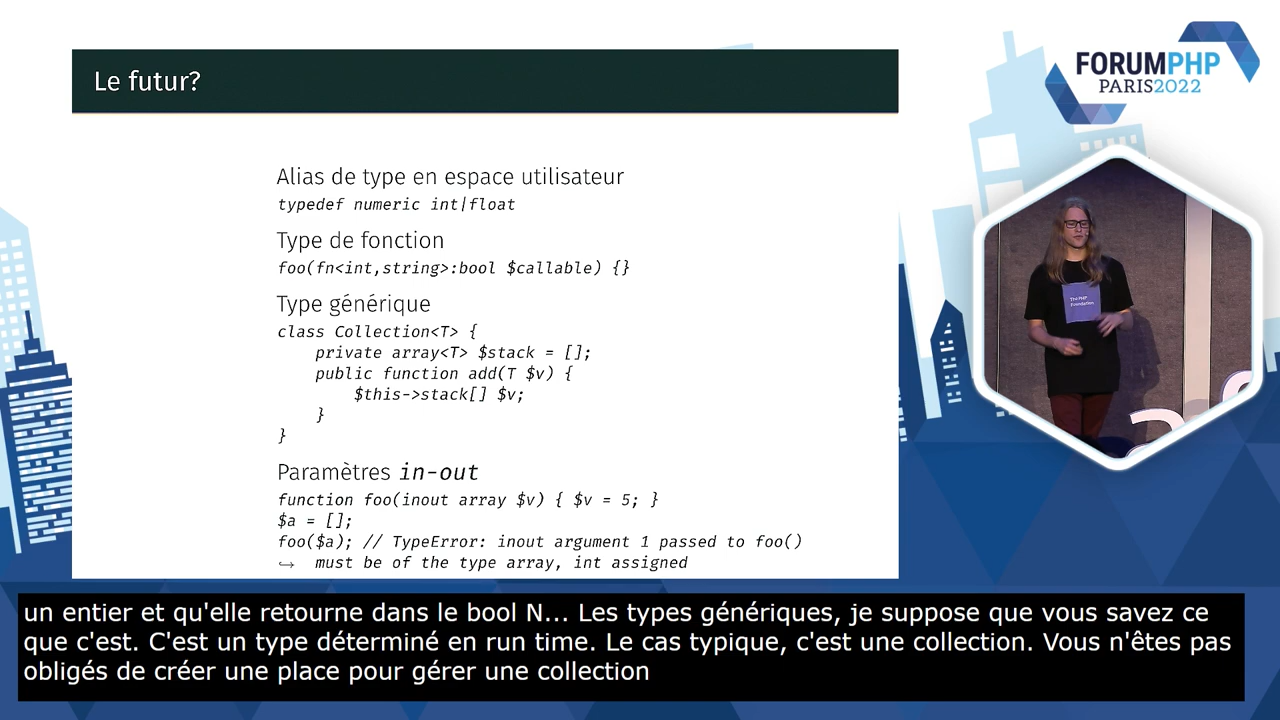 Le futur?
FORUMPHP
PARIS2022
Alias de type en espace utilisateur
typedef numeric int|float
Type de fonction
foo(fn<int,string>:bool $callable) {}
Type générique
class Collection<T> {
private array<T> $stack = [];
public function add(T $v) {
$this->stack[] $v;
}
}
Paramètres in-out
function foo(inout array $v) { $v = 5; }
$a = [];
foo($a); // TypeError: inout argument 1 passed to foo()
↪ must be of the type array, int assigned
The PHP
Foundation
un entier et qu'elle retourne dans le bool N... Les types génériques, je suppose que vous savez ce
que c'est. C'est un type déterminé en run time. Le cas typique, c'est une collection. Vous n'êtes pas
obligés de créer une place pour gérer une collection